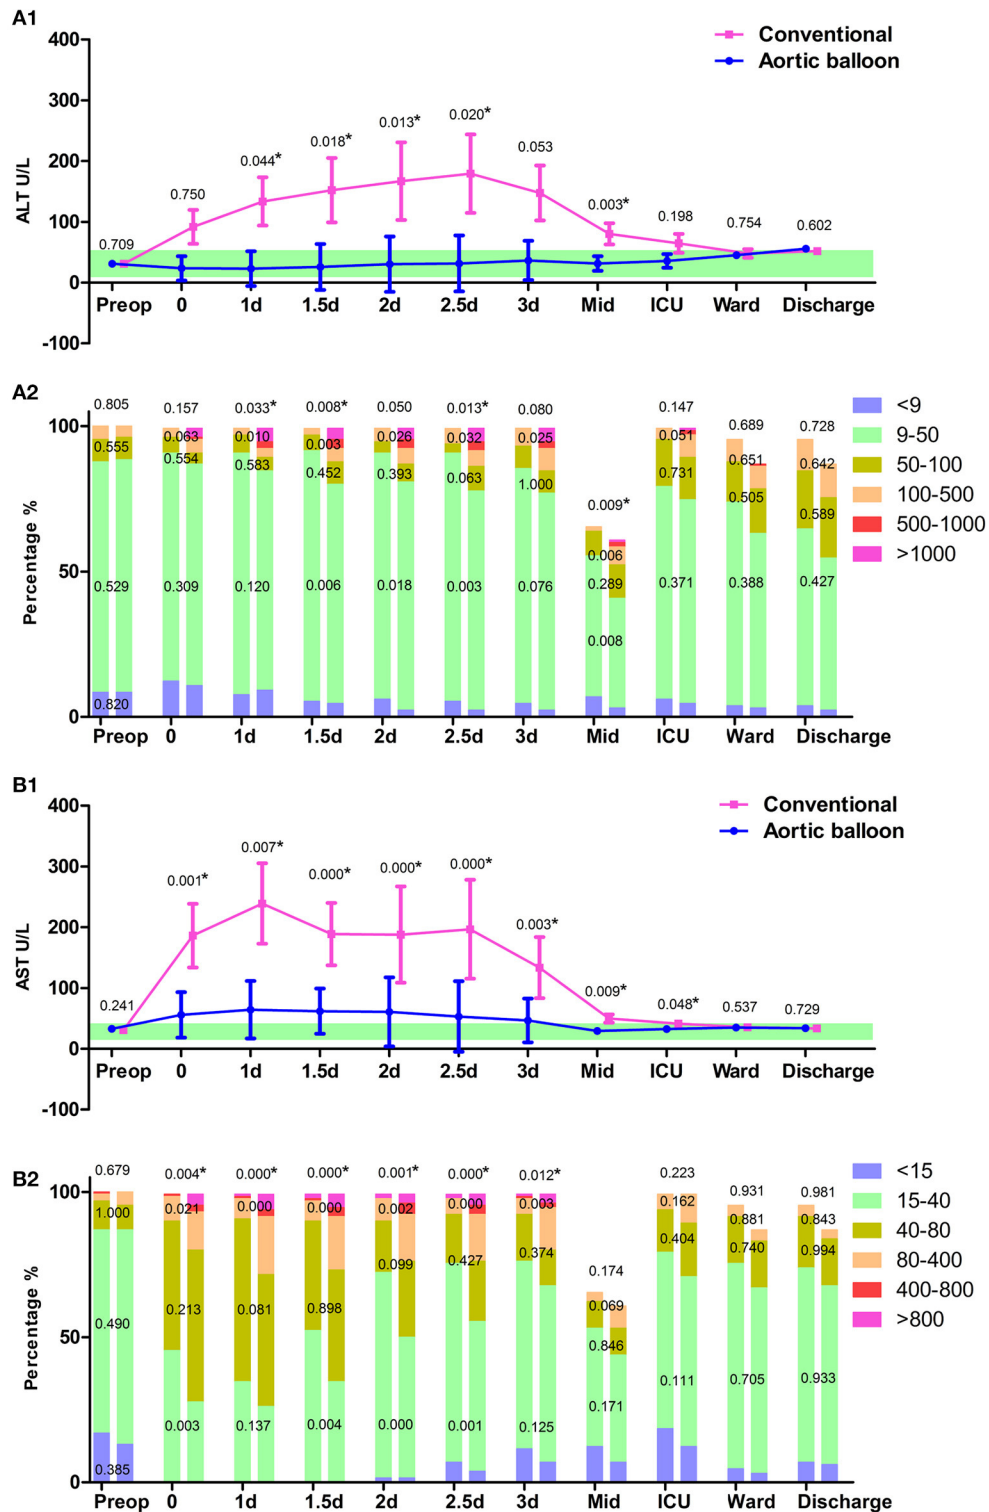 A1
400
300
200
100
0
-100
ALT U/L
Conventional
Aortic balloon
0.709
0.750
0.044*
0.018*
0.013*
0.020*
0.053
0.003*
0.198
0.754
0.602
Preop 0 1d 1.5d 2d 2.5d 3d Mid ICU Ward Discharge
A2
100
50
0
Percentage %
<9
9-50
50-100
100-500
500-1000
>1000
0.805 0.157 0.033* 0.008* 0.050 0.013* 0.080 0.009* 0.147 0.689 0.728
0.555 0.063 0.010 0.003 0.026 0.032 0.025 0.006 0.051 0.651 0.642
0.554 0.583 0.452 0.393 0.063 1.000 0.289 0.731 0.505 0.589
0.529 0.309 0.120 0.006 0.018 0.003 0.076 0.008 0.371 0.388 0.427
0.820
Preop 0 1d 1.5d 2d 2.5d 3d Mid ICU Ward Discharge
B1
400
300
200
100
0
-100
AST U/L
Conventional
Aortic balloon
0.241
0.001*
0.007*
0.000*
0.000*
0.000*
0.003*
0.009*
0.048*
0.537
0.729
Preop 0 1d 1.5d 2d 2.5d 3d Mid ICU Ward Discharge
B2
100
50
0
Percentage %
<15
15-40
40-80
80-400
400-800
>800
0.679 0.004* 0.000* 0.000* 0.001* 0.000* 0.012* 0.174 0.223 0.931 0.981
1.000 0.021 0.000 0.000 0.002 0.000 0.003 0.069 0.162 0.881 0.843
0.213 0.081 0.898 0.099 0.427 0.374 0.846 0.404 0.740 0.994
0.490 0.003 0.137 0.004 0.000 0.001 0.125 0.171 0.111 0.705 0.933
0.385
Preop 0 1d 1.5d 2d 2.5d 3d Mid ICU Ward Discharge